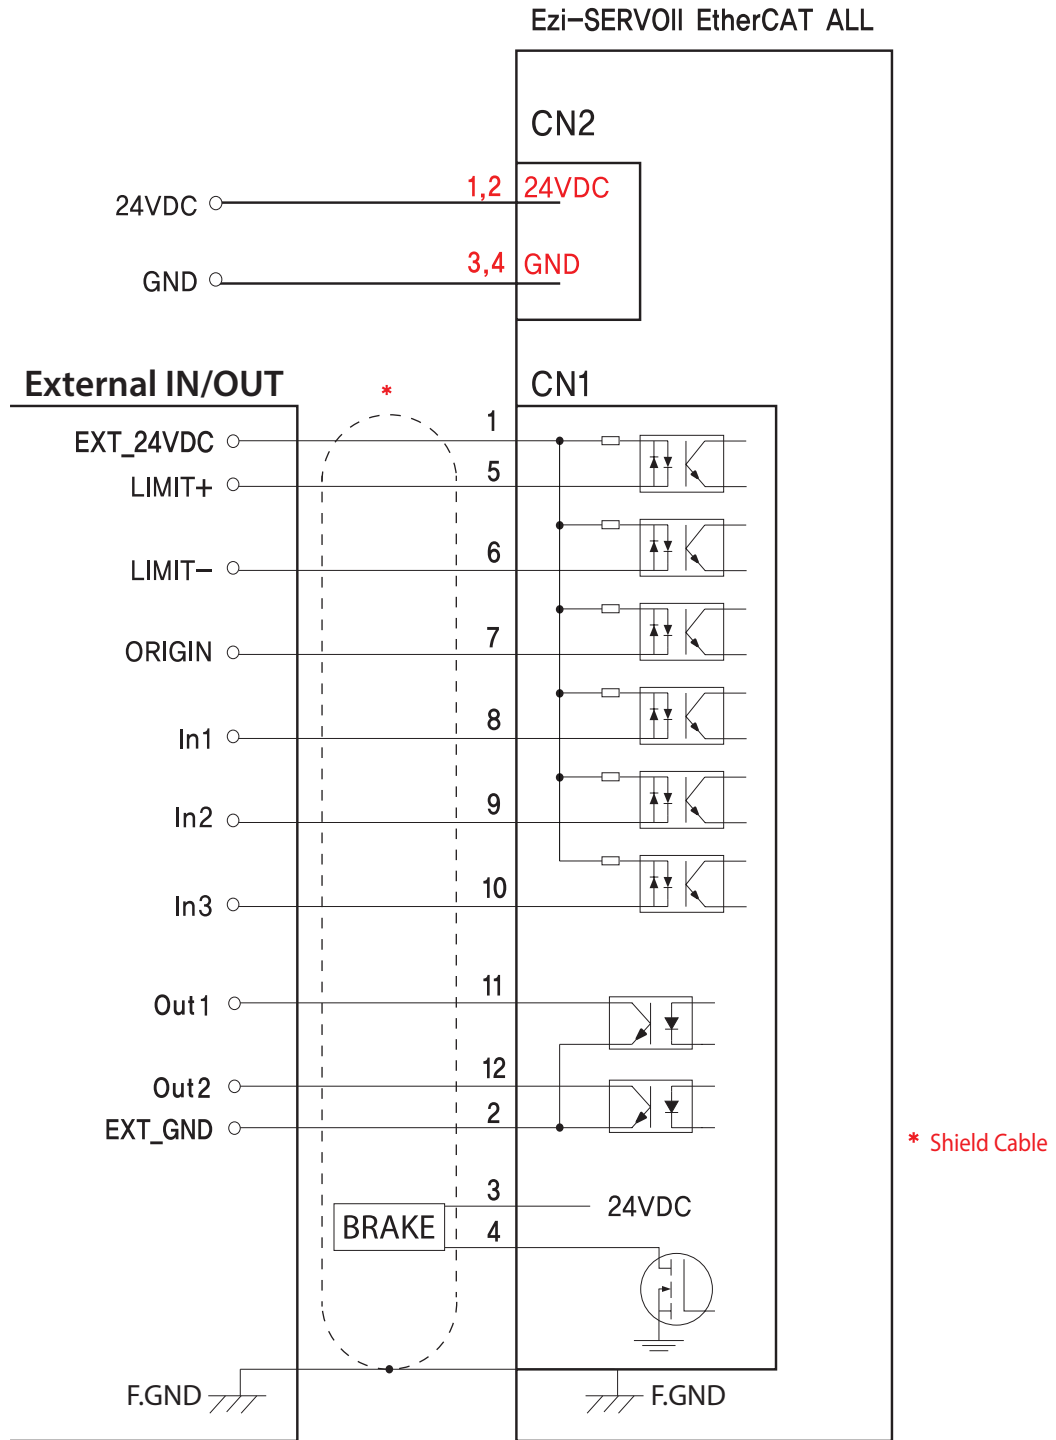 Ezi-SERVOII EtherCAT ALL
CN2
24VDC 1,2 24VDC
GND 3,4 GND
External IN/OUT * CN1
EXT_24VDC 1
LIMIT+ 5
LIMIT- 6
ORIGIN 7
In1 8
In2 9
In3 10
Out1 11
Out2 12
EXT_GND 2
* Shield Cable
BRAKE 3 24VDC
4
F.GND F.GND